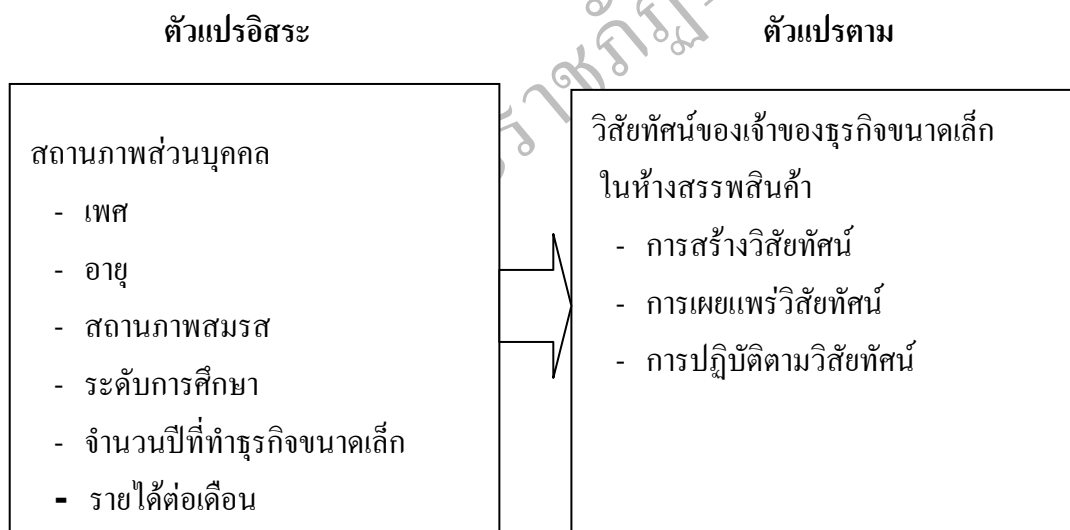 ตัวแปรอิสระ
ตัวแปรตาม
สถานภาพส่วนบุคคล
- เพศ
- อายุ
- สถานภาพสมรส
- ระดับการศึกษา
- จำนวนปีที่ทำธุรกิจขนาดเล็ก
- รายได้ต่อเดือน
วิสัยทัศน์ของเจ้าของธุรกิจขนาดเล็ก
ในห้างสรรพสินค้า
- การสร้างวิสัยทัศน์
- การเผยแพร่วิสัยทัศน์
- การปฏิบัติตามวิสัยทัศน์